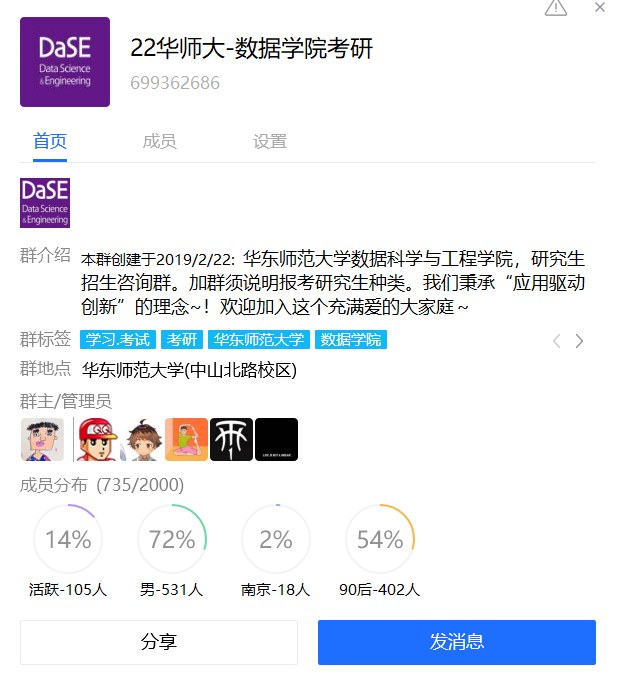 DaSE
Data Science
& Engineering
22华师大-数据学院考研
699362686
首页 成员 设置
DaSE
Data Science
& Engineering
群介绍 本群创建于2019/2/22: 华东师范大学数据科学与工程学院，研究生
招生咨询群。加群须说明报考研究生种类。我们秉承“应用驱动
创新”的理念~！欢迎加入这个充满爱的大家庭～
群标签 学习.考试 考研 华东师范大学 数据学院
群地点 华东师范大学(中山北路校区)
群主/管理员
成员分布 (735/2000)
14% 72% 2% 54%
活跃-105人 男-531人 南京-18人 90后-402人
分享 发消息